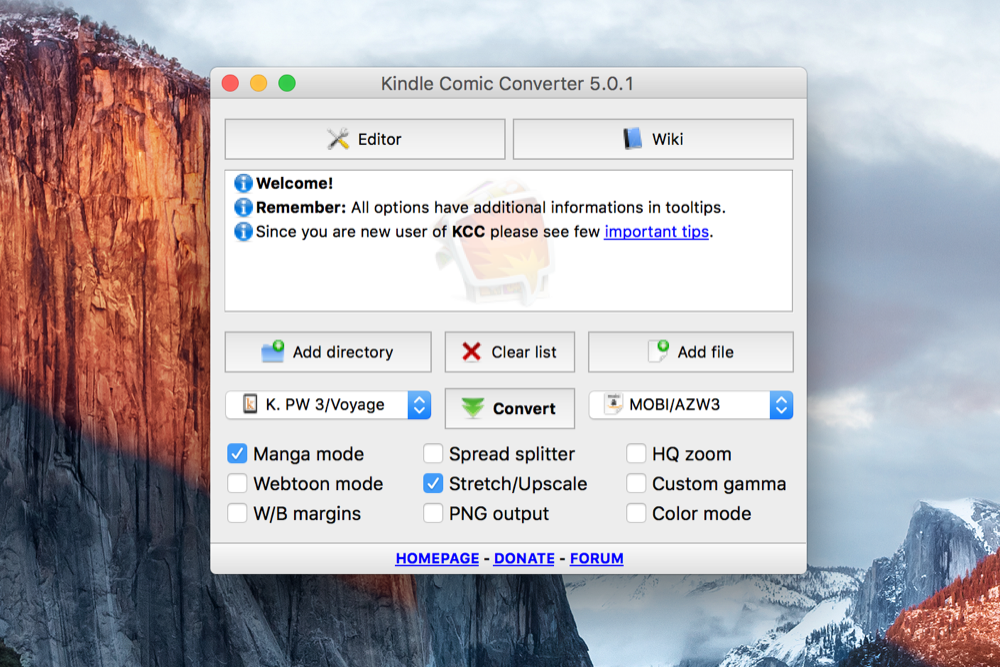 Kindle Comic Converter 5.0.1
Editor
Wiki
Welcome!
Remember: All options have additional informations in tooltips.
Since you are new user of KCC please see few important tips.
Add directory
Clear list
Add file
K. PW 3/Voyage
Convert
MOBI/AZW3
Manga mode
Spread splitter
HQ zoom
Webtoon mode
Stretch/Upscale
Custom gamma
W/B margins
PNG output
Color mode
HOMEPAGE - DONATE - FORUM